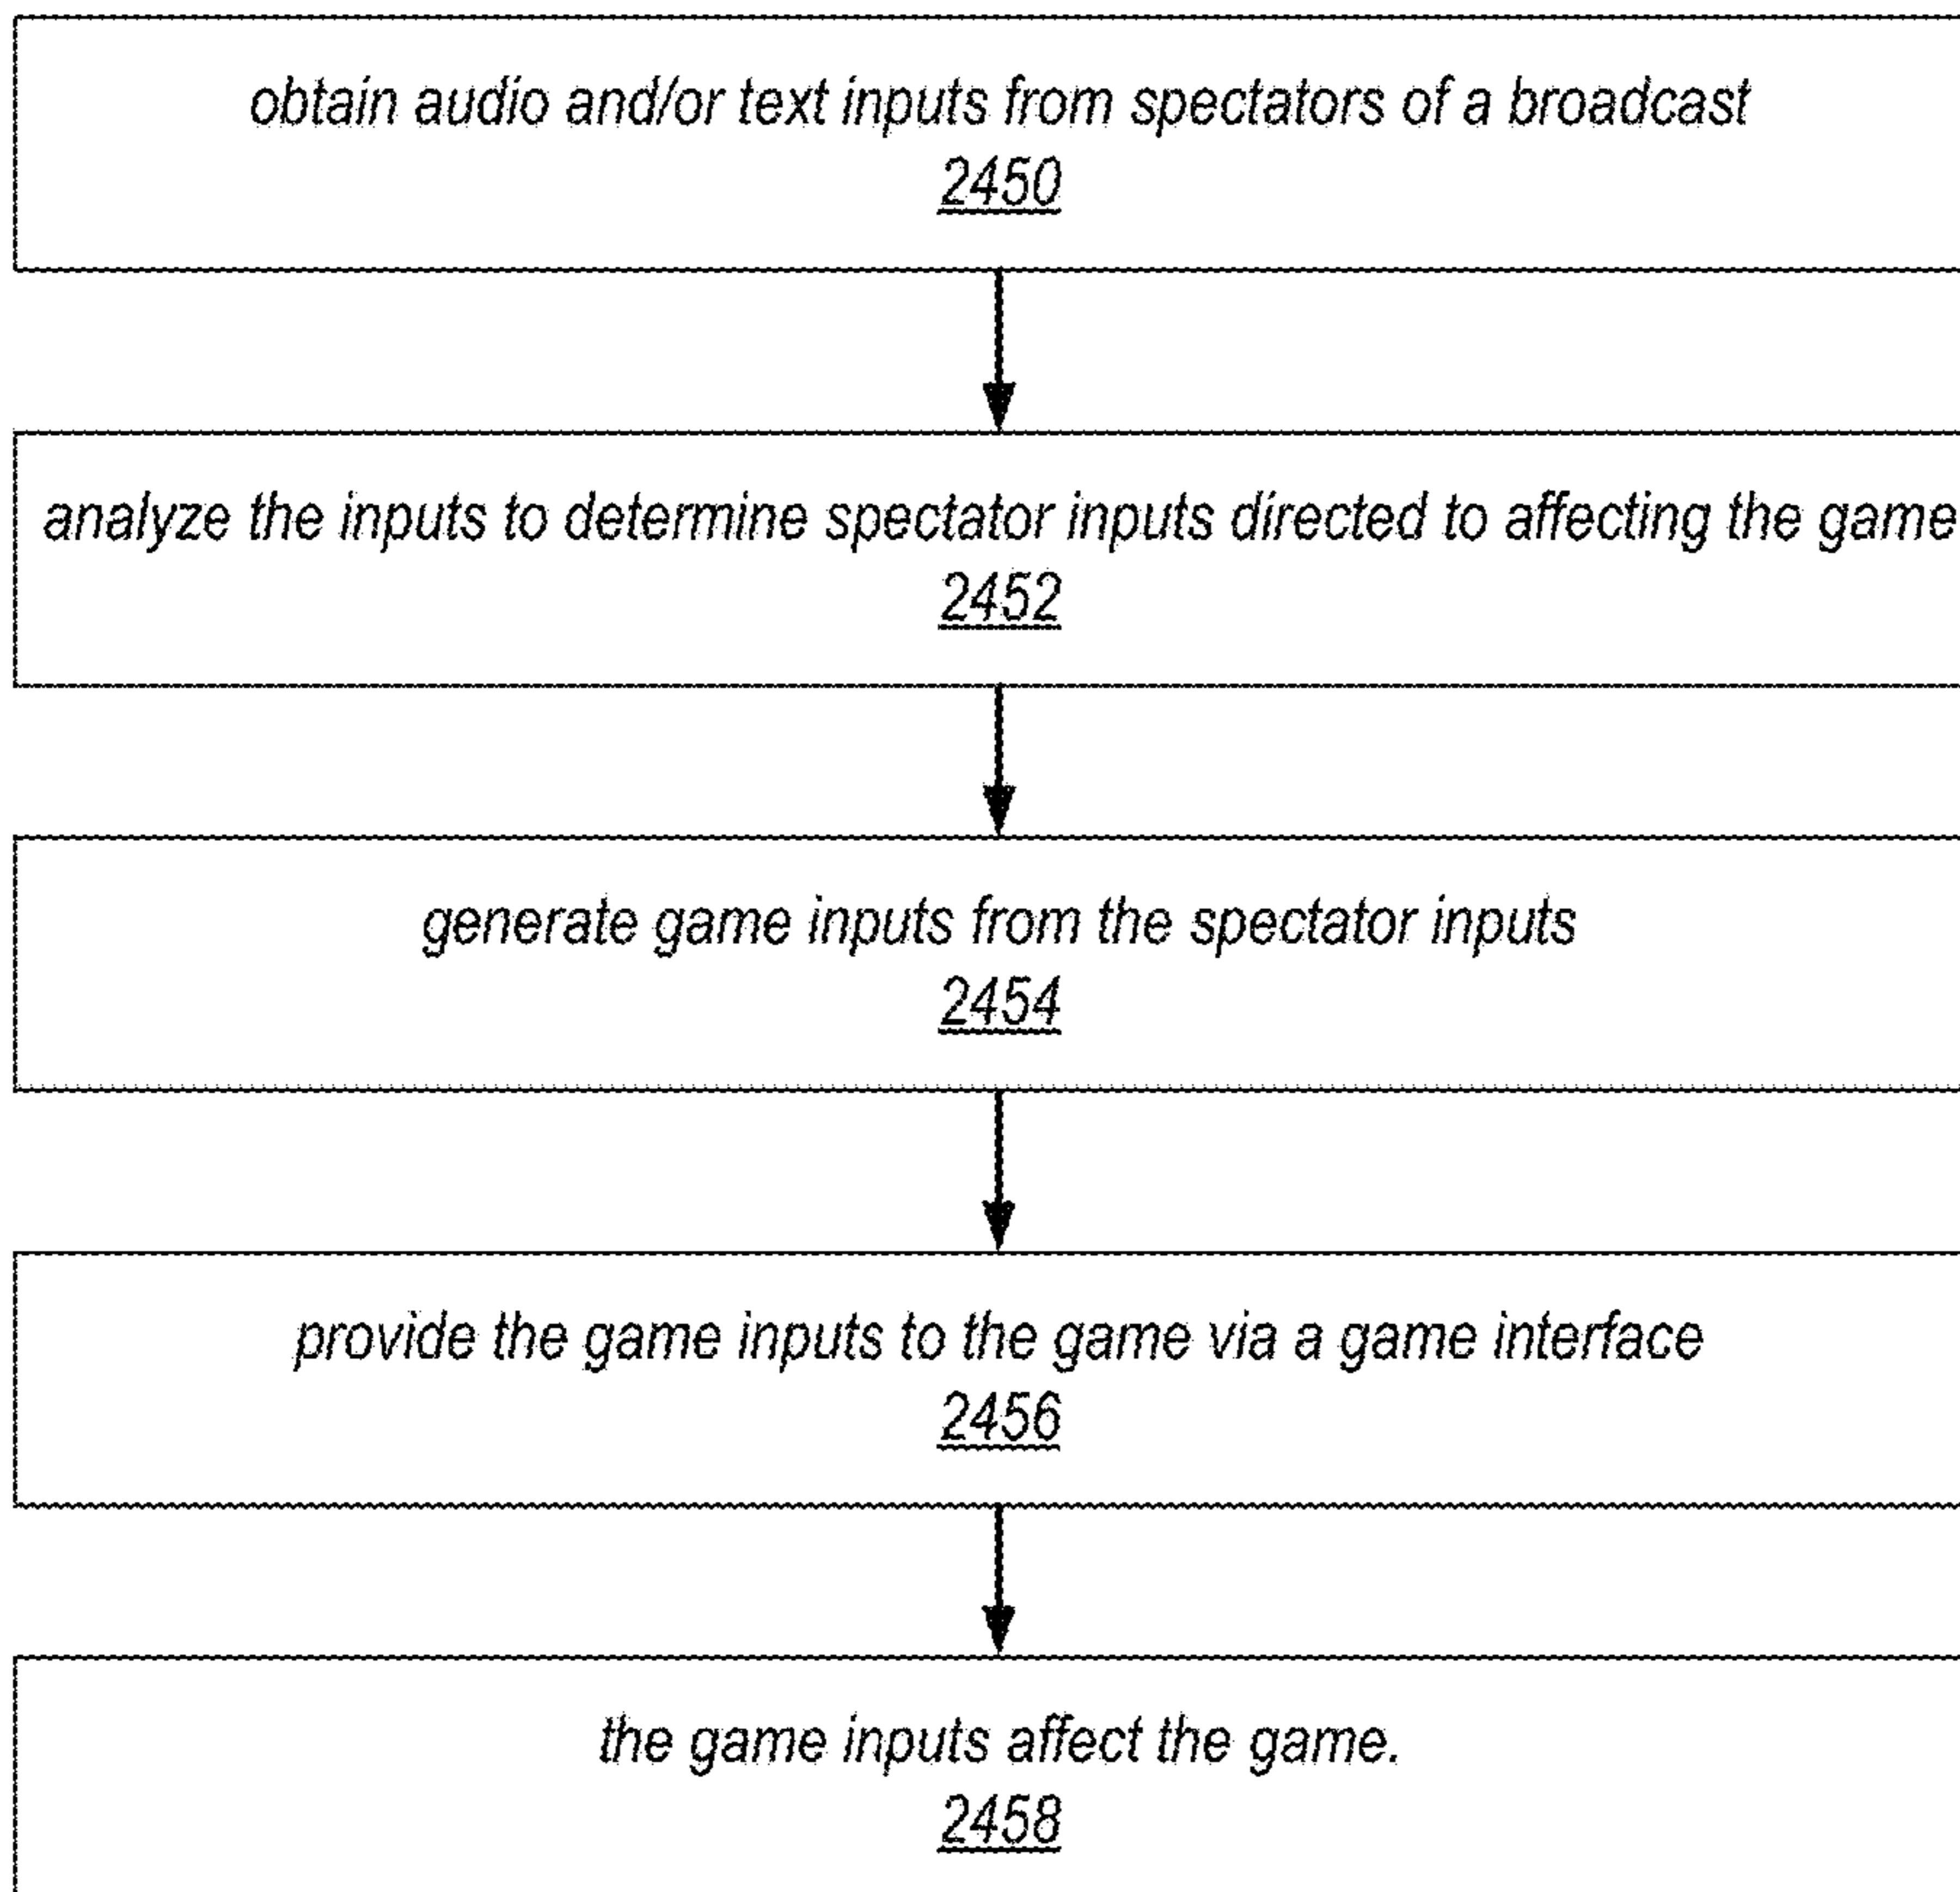 obtain audio and/or text inputs from spectators of a broadcast
2450
analyze the inputs to determine spectator inputs directed to affecting the game
2452
generate game inputs from the spectator inputs
2454
provide the game inputs to the game via a game interface
2456
the game inputs affect the game.
2458